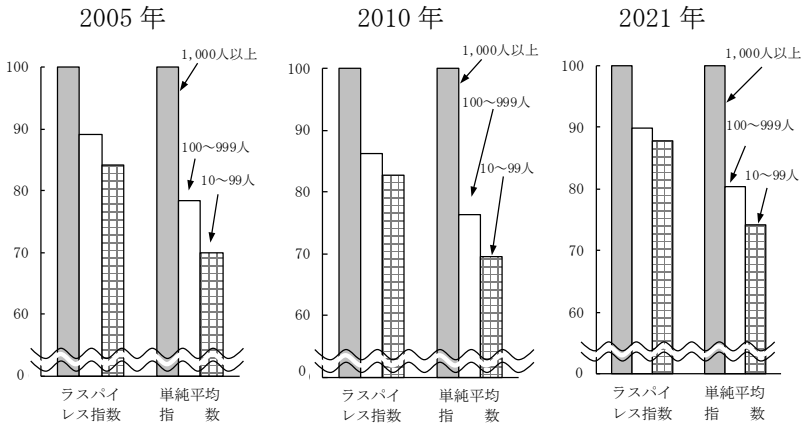 2005 年
1,000人以上
100
90
100～999人
10～99人
80
70
60
0
ラスパイ
レス指数
単純平均
指　　数
2010 年
1,000人以上
100
100～999人
90
10～99人
80
70
60
0
ラスパイ
レス指数
単純平均
指　　数
2021 年
1,000人以上
100
100～999人
90
10～99人
80
70
60
0
ラスパイ
レス指数
単純平均
指　　数